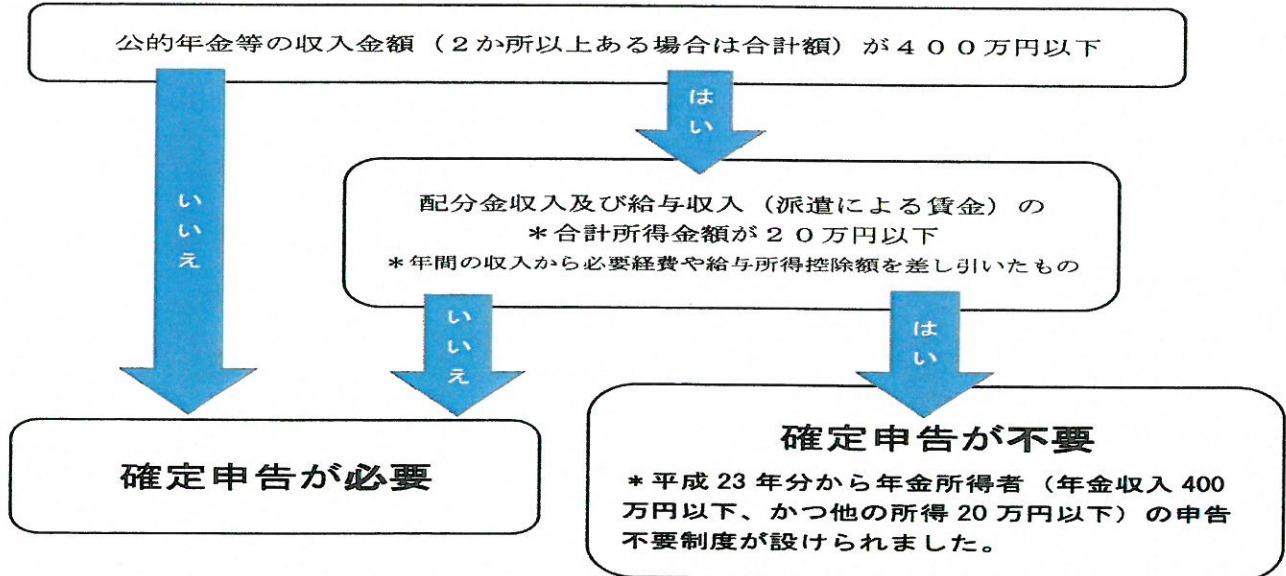 公的年金等の収入金額（２か所以上ある場合は合計額）が４００万円以下
はい
いいえ
配分金収入及び給与収入（派遣による賃金）の
＊合計所得金額が２０万円以下
＊年間の収入から必要経費や給与所得控除額を差し引いたもの
いいえ
はい
確定申告が必要
確定申告が不要
＊平成 23 年分から年金所得者（年金収入 400
万円以下、かつ他の所得 20 万円以下）の申告
不要制度が設けられました。